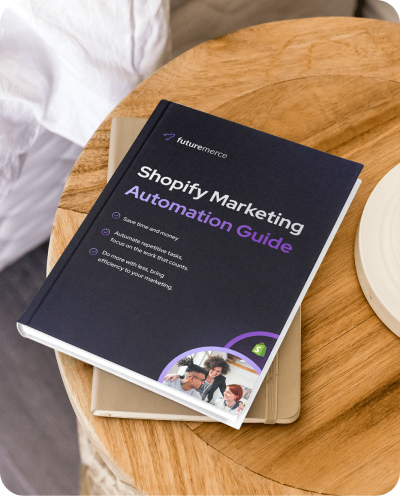 futuremerce
Shopify Marketing
Automation Guide
Save time and money
Automate repetitive tasks,
focus on the work that counts.
Do more with less, bring
efficiency to your marketing.